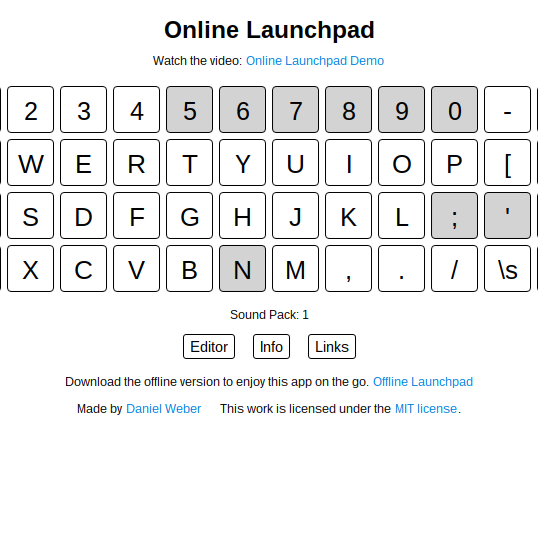 Online Launchpad
Watch the video: Online Launchpad Demo
2 3 4 5 6 7 8 9 0 -
W E R T Y U I O P [
S D F G H J K L ; '
X C V B N M , . / \s
Sound Pack: 1
Editor Info Links
Download the offline version to enjoy this app on the go. Offline Launchpad
Made by Daniel Weber This work is licensed under the MIT license.